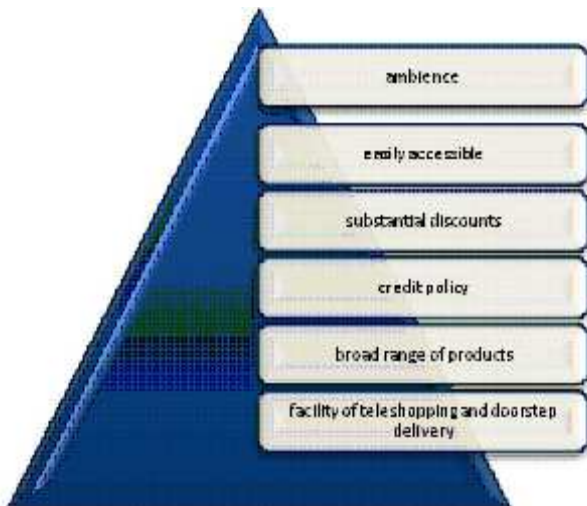 ambience
easily accessible
substantial discounts
credit policy
broad range of products
facility of teleshopping and doorstep
delivery